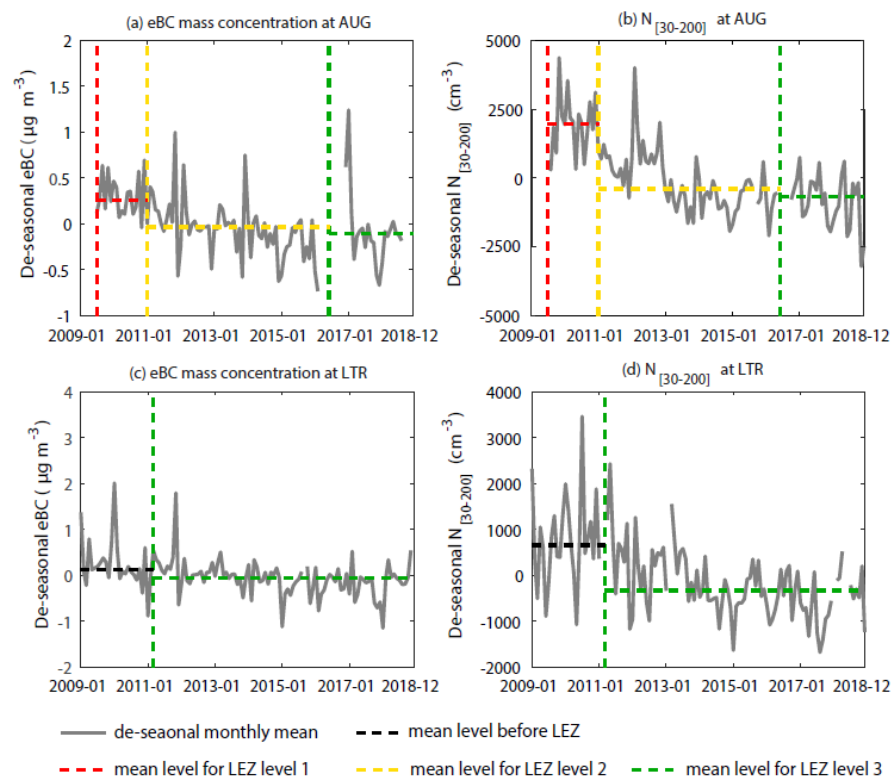 (a) eBC mass concentration at AUG
De-seasonal eBC ( μg m-3)
2
1.5
1
0.5
0
-0.5
-1
2009-01 2011-01 2013-01 2015-01 2017-01 2018-12
(b) N[30-200] at AUG
De-seasonal N[30-200] (cm-3)
5000
2500
0
-2500
-5000
2009-01 2011-01 2013-01 2015-01 2017-01 2018-12
(c) eBC mass concentration at LTR
De-seasonal eBC ( μg m-3)
4
3
2
1
0
-1
-2
2009-01 2011-01 2013-01 2015-01 2017-01 2018-12
(d) N[30-200] at LTR
De-seasonal N[30-200] (cm-3)
4000
3000
2000
1000
0
-1000
-2000
2009-01 2011-01 2013-01 2015-01 2017-01 2018-12
de-seaonal monthly mean
mean level before LEZ
mean level for LEZ level 1
mean level for LEZ level 2
mean level for LEZ level 3